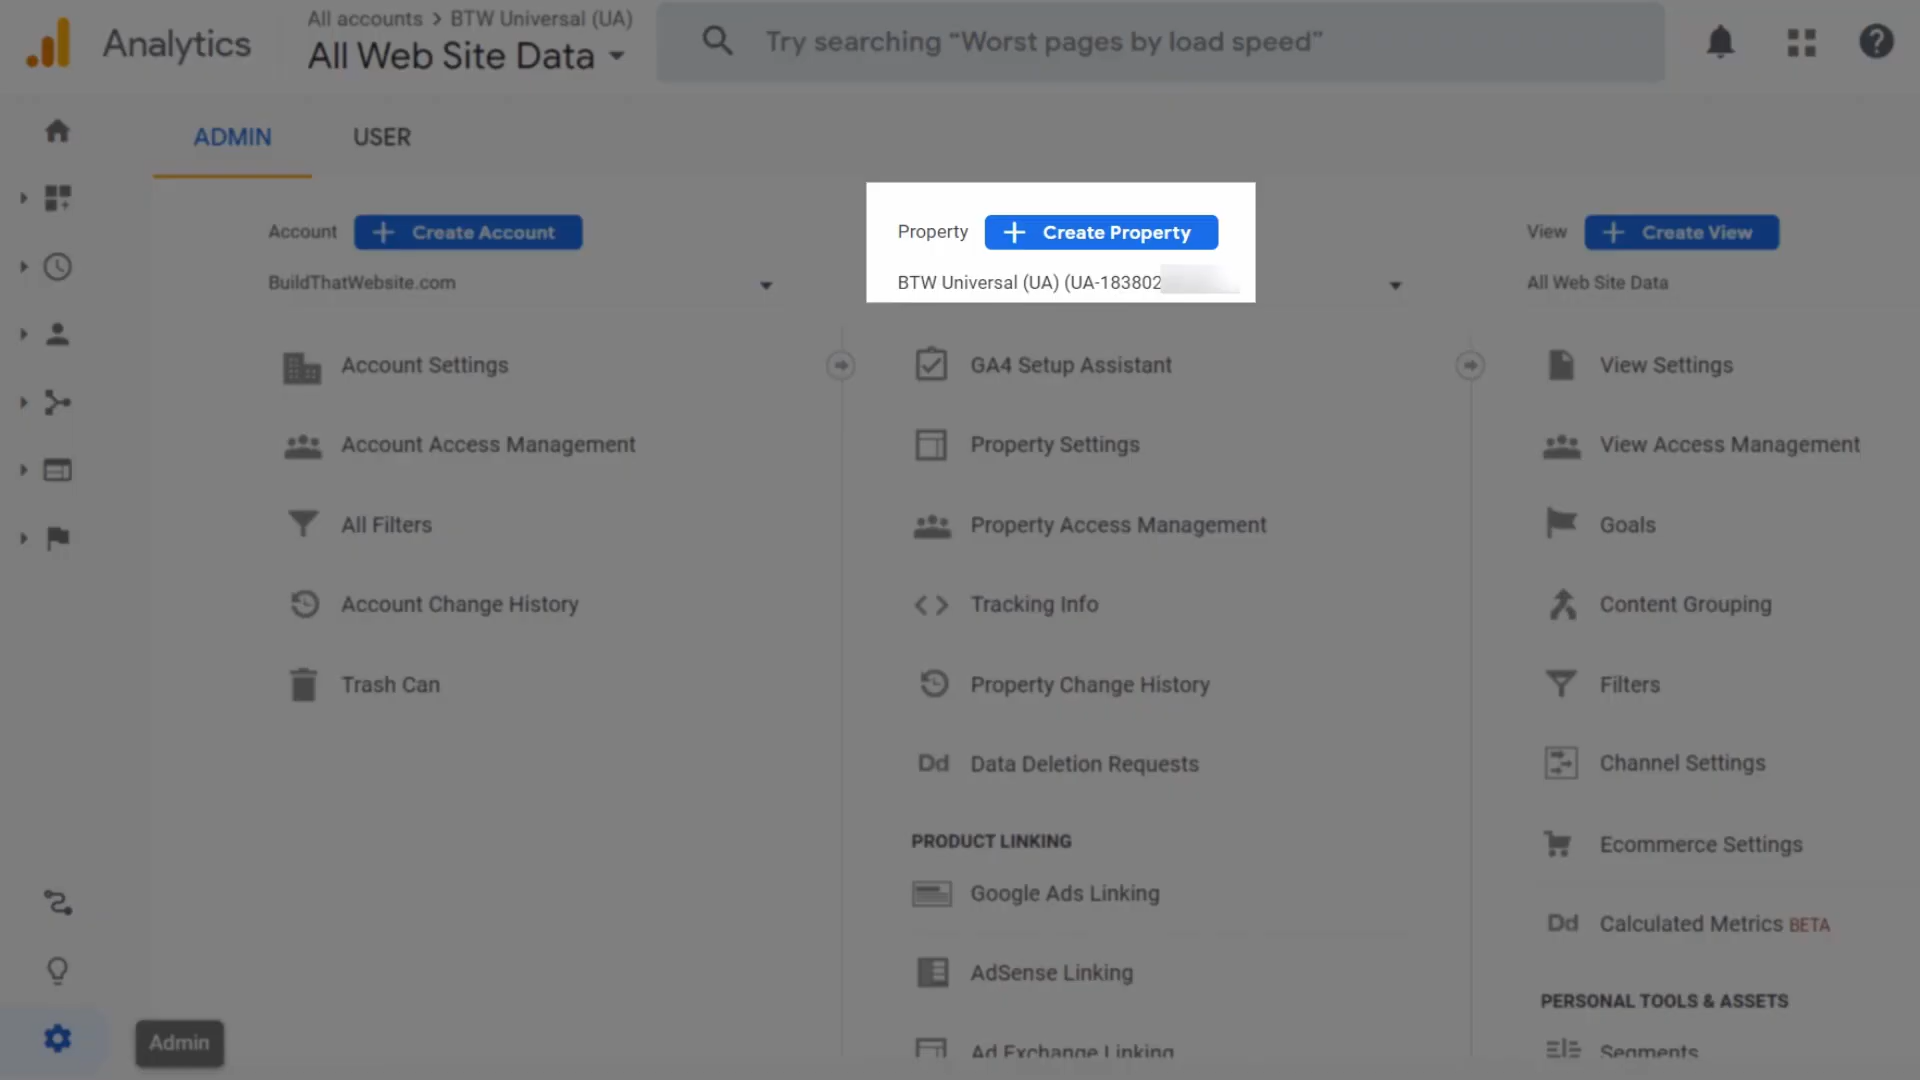 Analytics
All accounts > BTW Universal (UA)
All Web Site Data
Try searching “Worst pages by load speed”
ADMIN
USER
Account
+ Create Account
BuildThatWebsite.com
Account Settings
Account Access Management
All Filters
Account Change History
Trash Can
Property
+ Create Property
BTW Universal (UA) (UA-183802
GA4 Setup Assistant
Property Settings
Property Access Management
Tracking Info
Property Change History
Dd Data Deletion Requests
PRODUCT LINKING
Google Ads Linking
AdSense Linking
Ad Exchange Linking
View
+ Create View
All Web Site Data
View Settings
View Access Management
Goals
Content Grouping
Filters
Channel Settings
Ecommerce Settings
Dd Calculated Metrics BETA
PERSONAL TOOLS & ASSETS
Segments
Admin